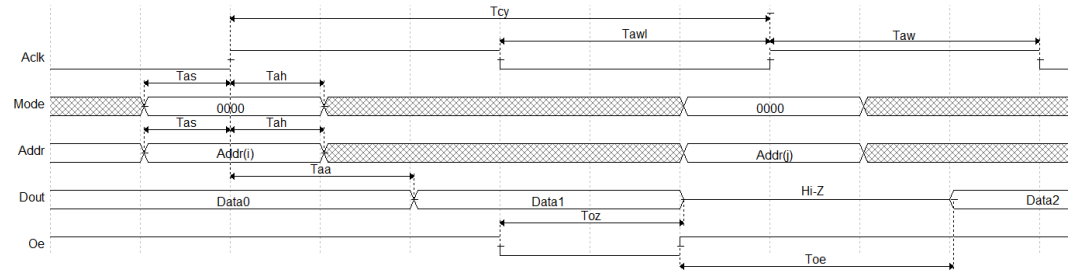 Tcy
Tawl Taw
Aclk
Tas Tah
Mode 0000 0000
Tas Tah
Addr Addr(i) Addr(j)
Taa
Dout Data0 Data1 Hi-Z Data2
Toz
Oe
Toe